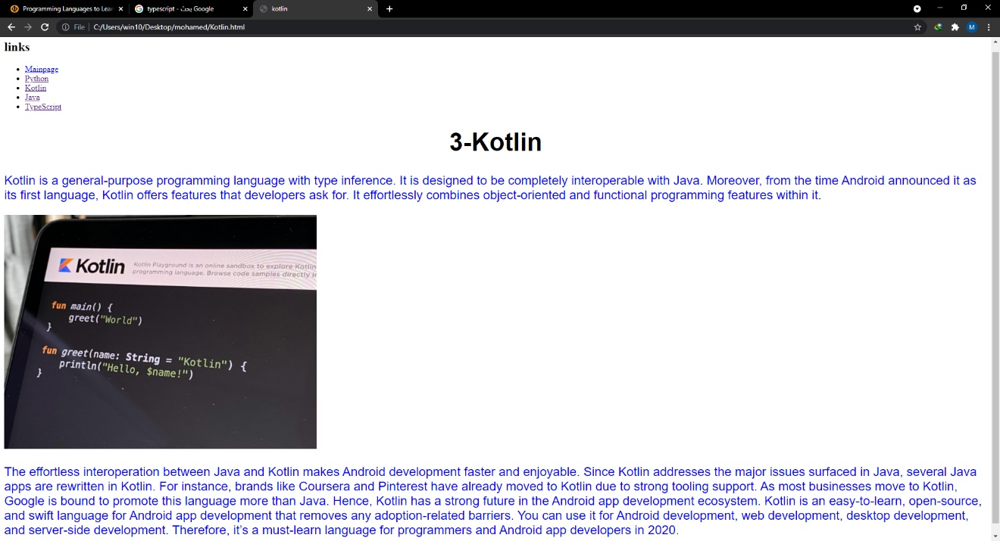 Programming Languages to Lear
typescript - بحث Google
kotlin
File
C:/Users/win10/Desktop/mohamed/Kotlin.html
M
links
Mainpage
Python
Kotlin
Java
TypeScript
3-Kotlin
Kotlin is a general-purpose programming language with type inference. It is designed to be completely interoperable with Java. Moreover, from the time Android announced it as
its first language, Kotlin offers features that developers ask for. It effortlessly combines object-oriented and functional programming features within it.
Kotlin
Kotlin Playground is an online sandbox to explore Kotlin
programming language. Browse code samples directly in
fun main() {
greet("World")
}
fun greet(name: String = "Kotlin") {
println("Hello, $name!")
}
The effortless interoperation between Java and Kotlin makes Android development faster and enjoyable. Since Kotlin addresses the major issues surfaced in Java, several Java
apps are rewritten in Kotlin. For instance, brands like Coursera and Pinterest have already moved to Kotlin due to strong tooling support. As most businesses move to Kotlin,
Google is bound to promote this language more than Java. Hence, Kotlin has a strong future in the Android app development ecosystem. Kotlin is an easy-to-learn, open-source,
and swift language for Android app development that removes any adoption-related barriers. You can use it for Android development, web development, desktop development,
and server-side development. Therefore, it’s a must-learn language for programmers and Android app developers in 2020.